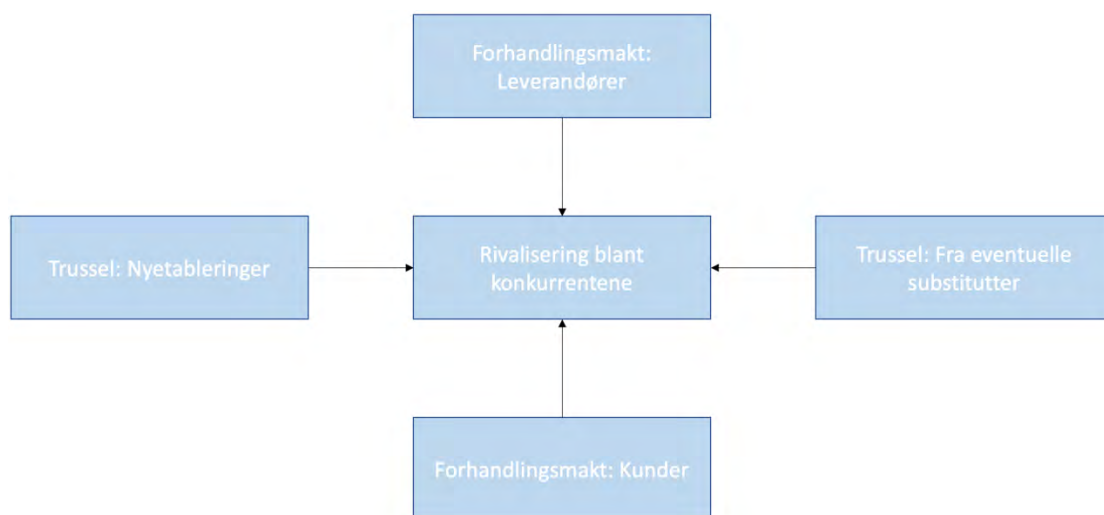 Forhandlingsmakt:
Leverandører
Trussel: Nyetableringer
Rivalisering blant
konkurrentene
Trussel: Fra eventuelle
substitutter
Forhandlingsmakt: Kunder